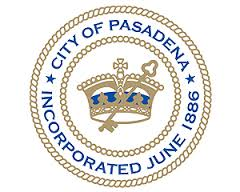 CITY OF PASADENA
INCORPORATED JUNE 1886